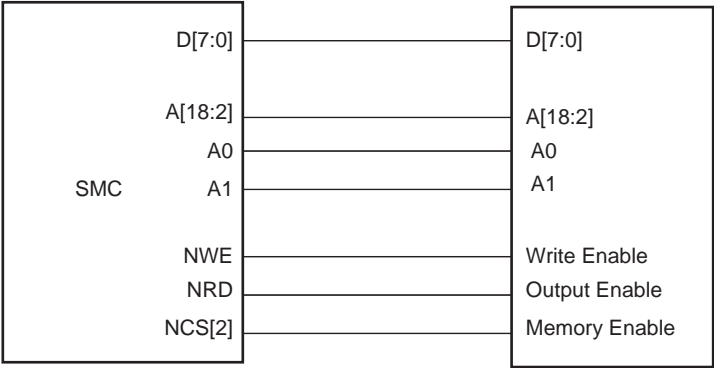 D[7:0] D[7:0]
A[18:2] A[18:2]
A0 A0
SMC A1 A1
NWE Write Enable
NRD Output Enable
NCS[2] Memory Enable